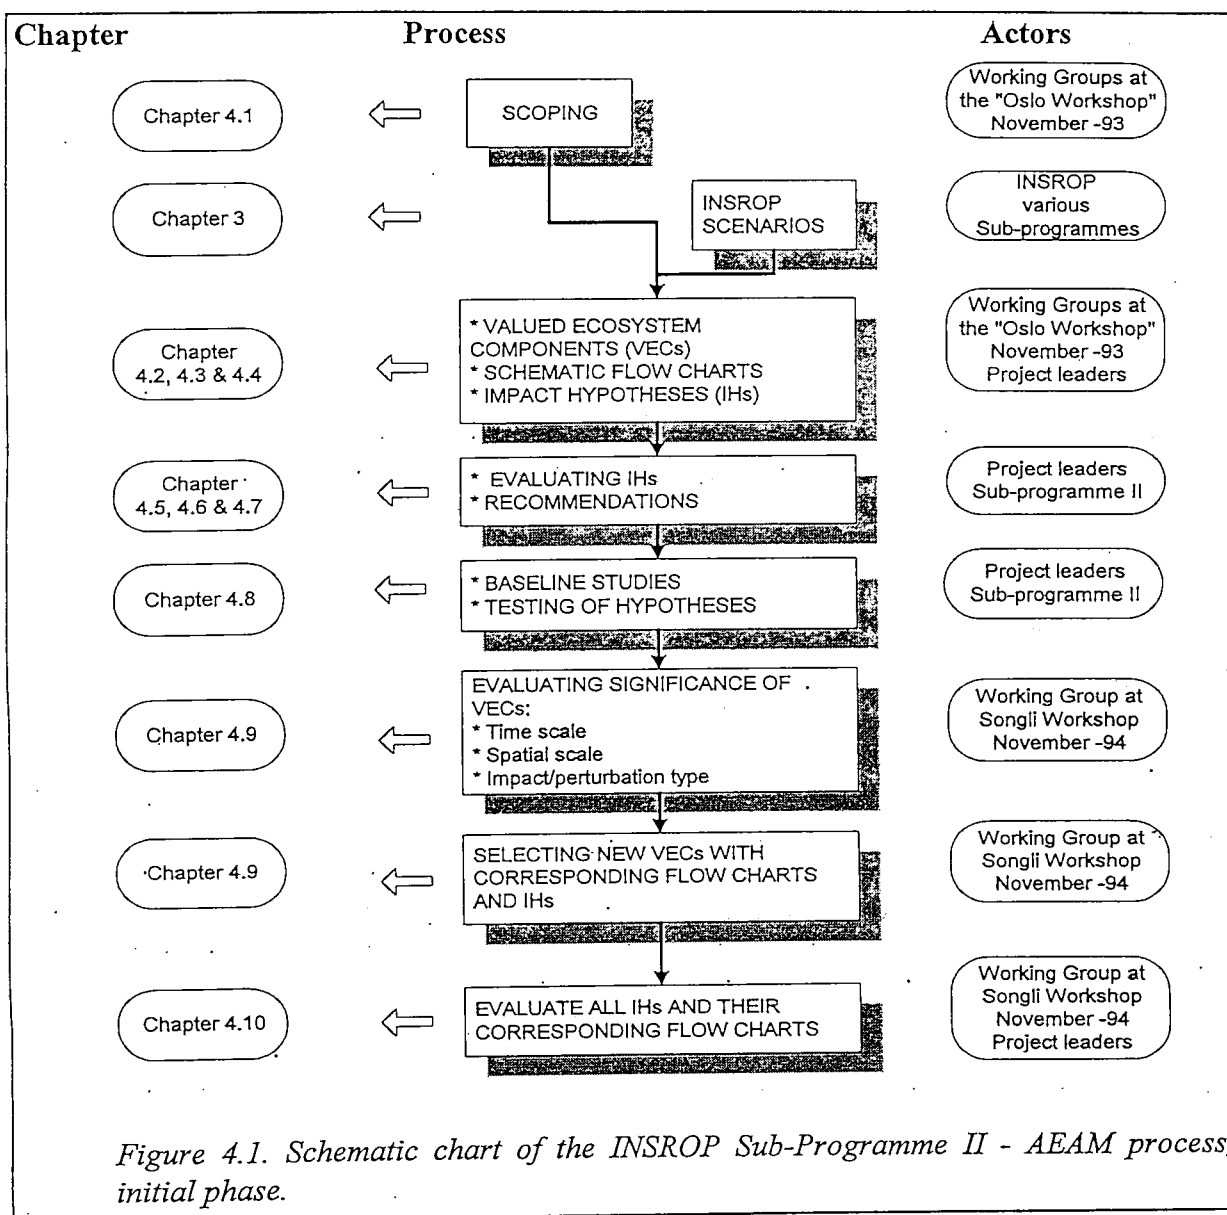 Chapter Process Actors
Chapter 4.1
SCOPING
Working Groups at
the "Oslo Workshop"
November -93
Chapter 3
INSROP
SCENARIOS
INSROP
various
Sub-programmes
Chapter
4.2, 4.3 & 4.4
* VALUED ECOSYSTEM
COMPONENTS (VECs)
* SCHEMATIC FLOW CHARTS
* IMPACT HYPOTHESES (IHs)
Working Groups at
the "Oslo Workshop"
November -93
Project leaders
Chapter
4.5, 4.6 & 4.7
* EVALUATING IHs
* RECOMMENDATIONS
Project leaders
Sub-programme II
Chapter 4.8
* BASELINE STUDIES
* TESTING OF HYPOTHESES
Project leaders
Sub-programme II
Chapter 4.9
EVALUATING SIGNIFICANCE OF
VECs:
* Time scale
* Spatial scale
* Impact/perturbation type
Working Group at
Songli Workshop
November -94
Chapter 4.9
SELECTING NEW VECs WITH
CORRESPONDING FLOW CHARTS
AND IHs
Working Group at
Songli Workshop
November -94
Chapter 4.10
EVALUATE ALL IHs AND THEIR
CORRESPONDING FLOW CHARTS
Working Group at
Songli Workshop
November -94
Project leaders
Figure 4.1. Schematic chart of the INSROP Sub-Programme II - AEAM process,
initial phase.